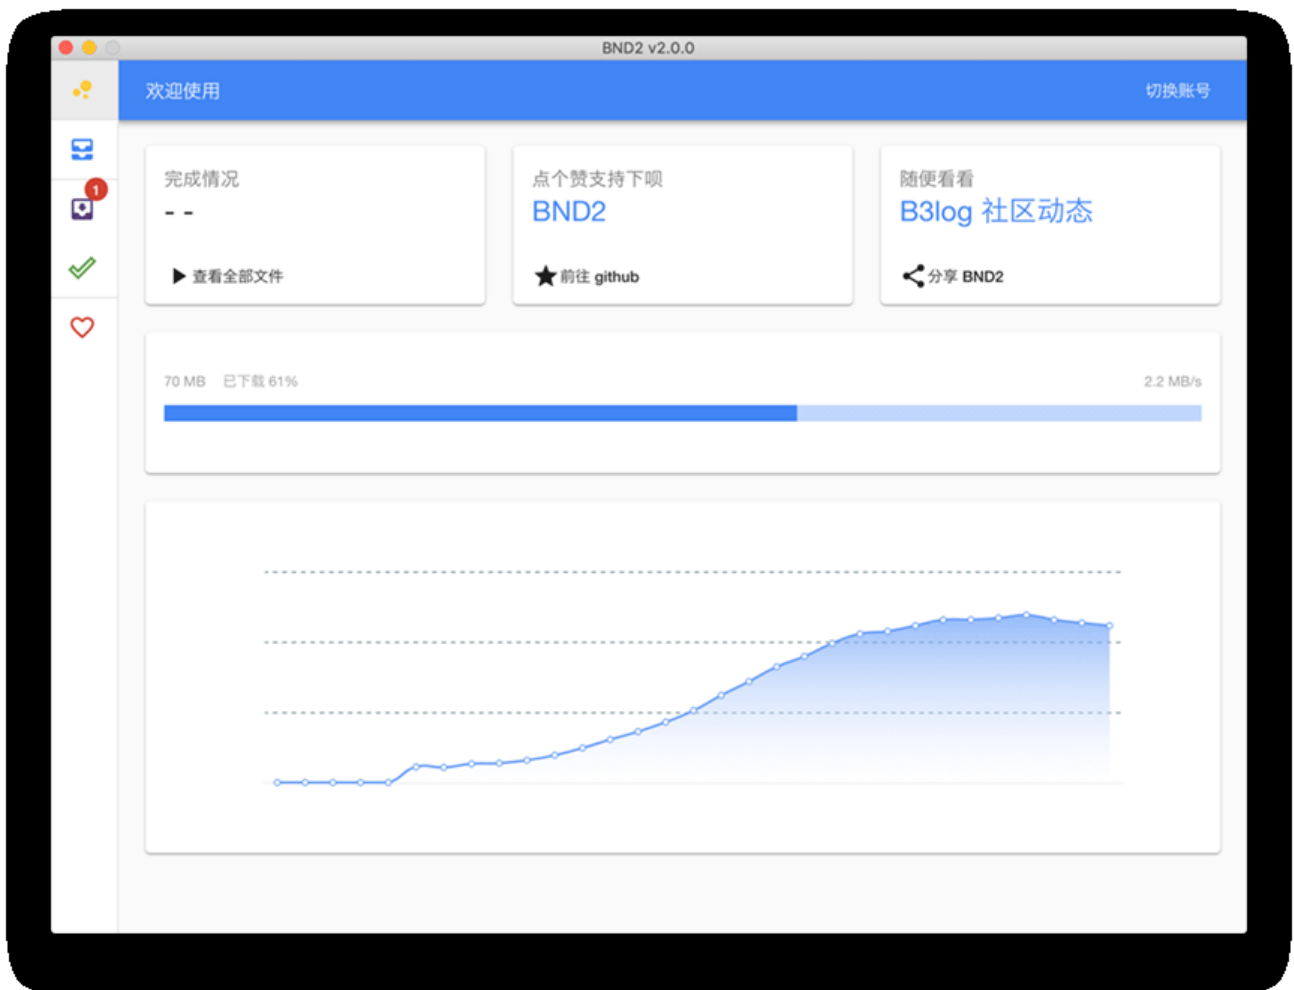 BND2 v2.0.0
欢迎使用
切换账号
1
完成情况
- -
查看全部文件
点个赞支持下呗
BND2
前往 github
随便看看
B3log 社区动态
分享 BND2
70 MB 已下载 61%
2.2 MB/s